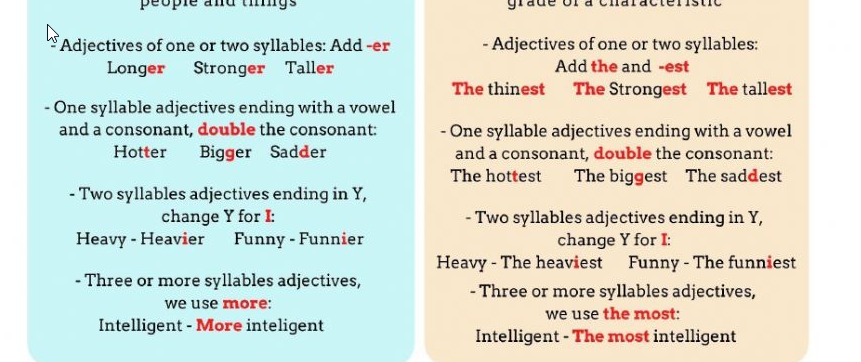 people and things
- Adjectives of one or two syllables: Add -er
Longer Stronger Taller
- One syllable adjectives ending with a vowel
and a consonant, double the consonant:
Hotter Bigger Sadder
- Two syllables adjectives ending in Y,
change Y for I:
Heavy - Heavier Funny - Funnier
- Three or more syllables adjectives,
we use more:
Intelligent - More inteligent
grade of a characteristic
- Adjectives of one or two syllables:
Add the and -est
The thinest The Strongest The tallest
- One syllable adjectives ending with a vowel
and a consonant, double the consonant:
The hottest The biggest The saddest
- Two syllables adjectives ending in Y,
change Y for I:
Heavy - The heaviest Funny - The funniest
- Three or more syllables adjectives,
we use the most:
Intelligent - The most intelligent